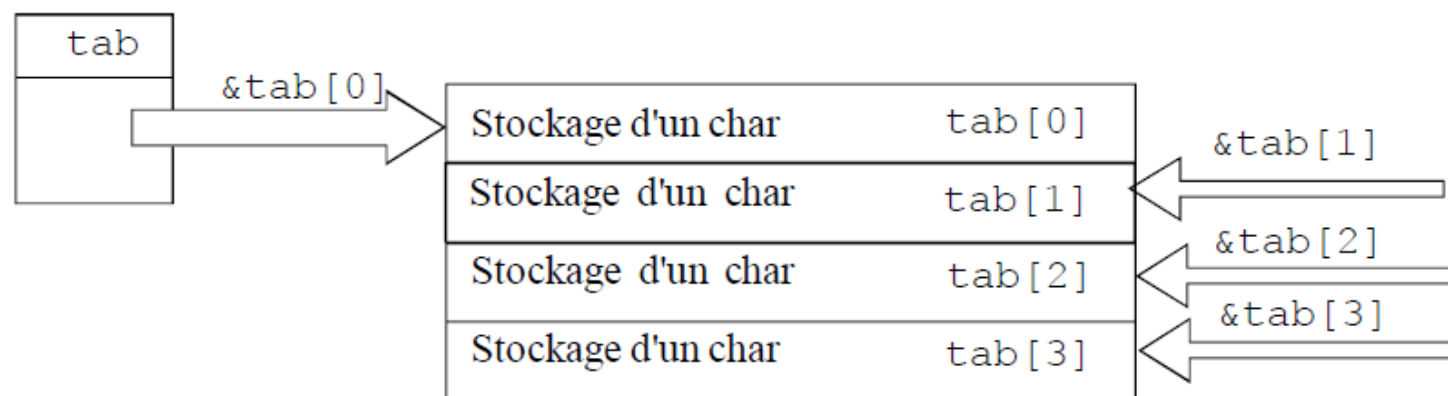 tab
&tab[0]
Stockage d'un char tab[0]
&tab[1]
Stockage d'un char tab[1]
&tab[2]
Stockage d'un char tab[2]
&tab[3]
Stockage d'un char tab[3]